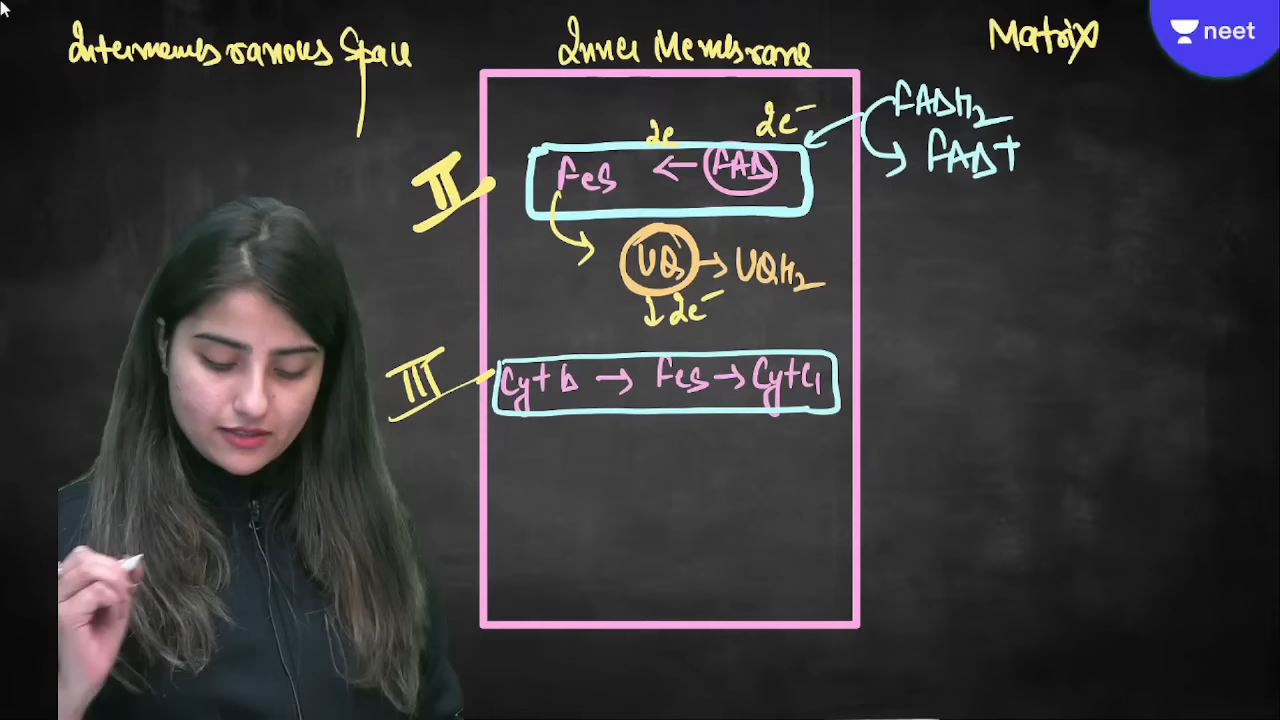 Intermembranous Space
Inner Membrane
Matrix
neet
2e⁻
2e
FADH₂
FAD+
II
FeS ← FAD
UQ → UQH₂
↓ 2e⁻
III
Cyt b → FeS → Cyt C₁